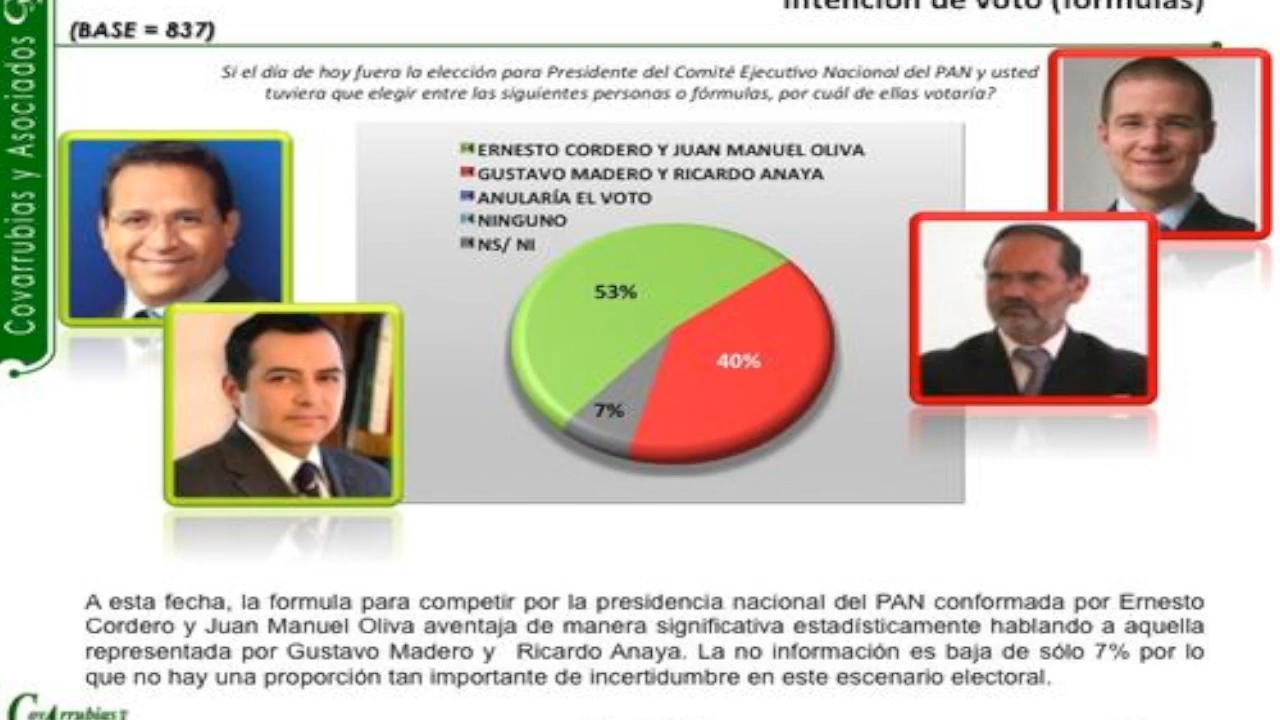 Intención de voto (fórmulas)
(BASE = 837)
Covarrubias y Asociados
Si el día de hoy fuera la elección para Presidente del Comité Ejecutivo Nacional del PAN y usted
tuviera que elegir entre las siguientes personas o fórmulas, por cuál de ellas votaría?
ERNESTO CORDERO Y JUAN MANUEL OLIVA
GUSTAVO MADERO Y RICARDO ANAYA
ANULARÍA EL VOTO
NINGUNO
NS/ NI
53%
40%
7%
A esta fecha, la formula para competir por la presidencia nacional del PAN conformada por Ernesto
Cordero y Juan Manuel Oliva aventaja de manera significativa estadísticamente hablando a aquella
representada por Gustavo Madero y Ricardo Anaya. La no información es baja de sólo 7% por lo
que no hay una proporción tan importante de incertidumbre en este escenario electoral.